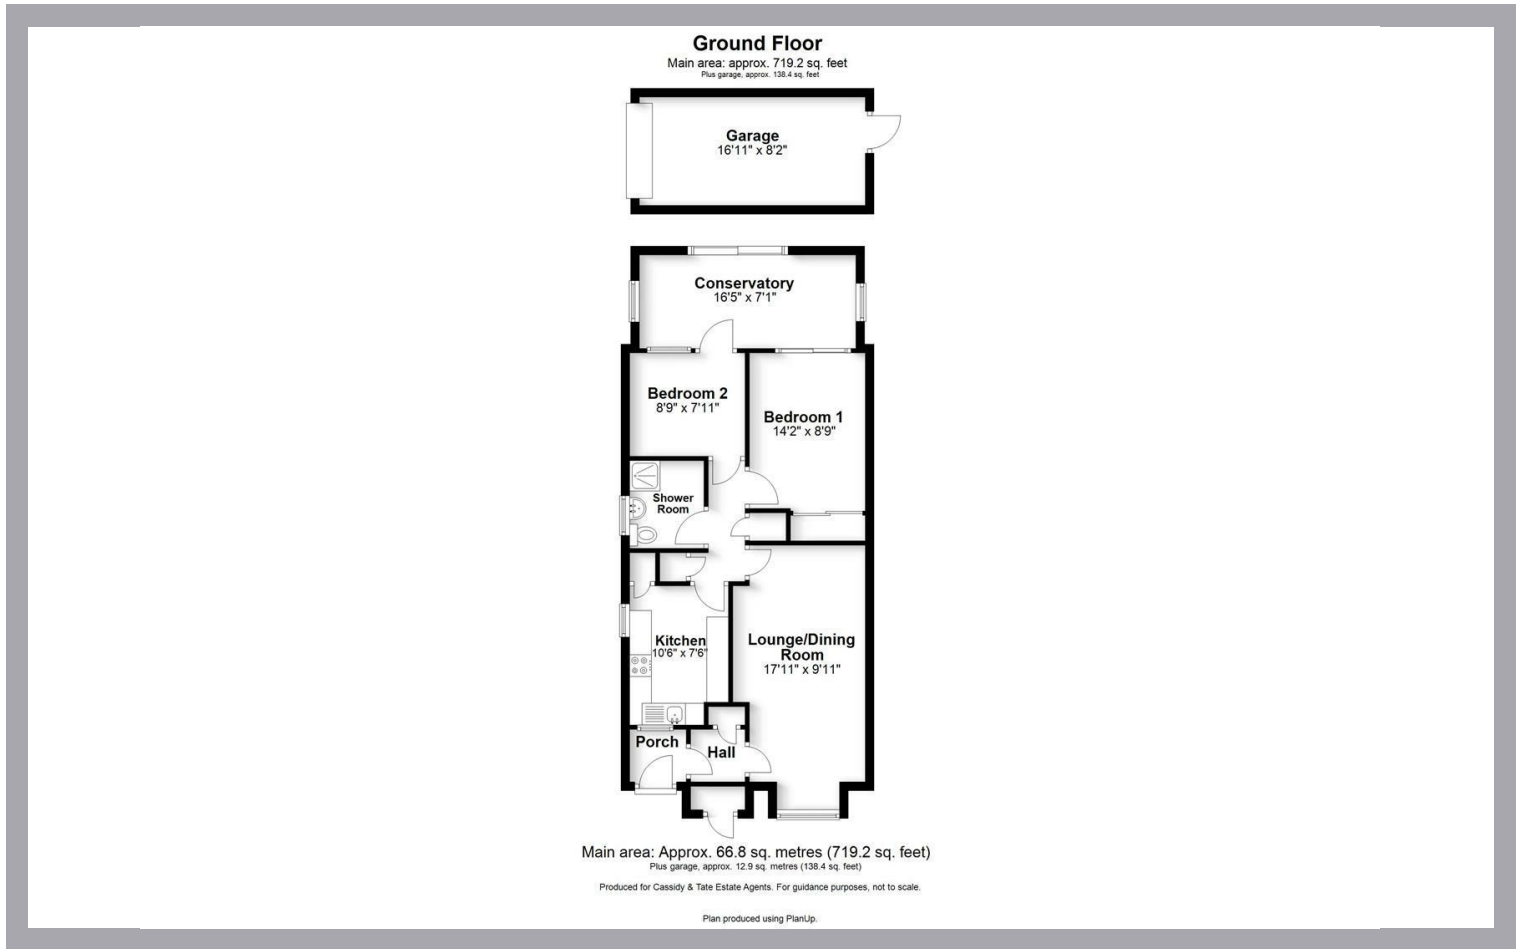 Ground Floor
Main area: approx. 719.2 sq. feet
Plus garage, approx. 138.4 sq. feet
Garage
16'11" x 8'2"
Conservatory
16'5" x 7'1"
Bedroom 2
8'9" x 7'11"
Bedroom 1
14'2" x 8'9"
Shower
Room
Kitchen
10'6" x 7'6"
Lounge/Dining
Room
17'11" x 9'11"
Porch
Hall
Main area: Approx. 66.8 sq. metres (719.2 sq. feet)
Plus garage, approx. 12.9 sq. metres (138.4 sq. feet)
Produced for Cassidy & Tate Estate Agents. For guidance purposes, not to scale.
Plan produced using PlanUp.